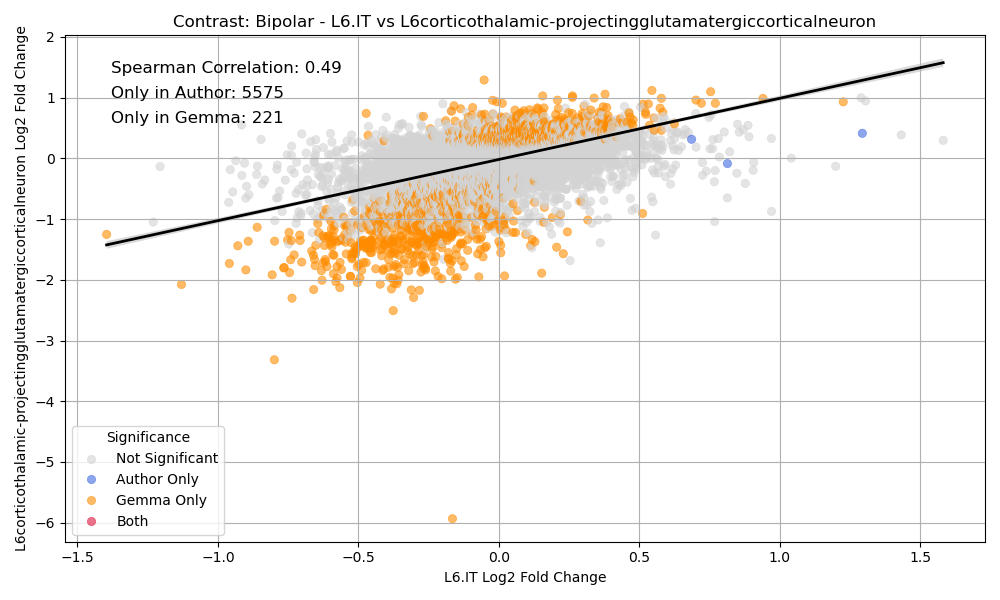 Contrast: Bipolar - L6.IT vs L6corticothalamic-projectingglutamatergiccorticalneuron
L6corticothalamic-projectingglutamatergiccorticalneuron Log2 Fold Change
2
1
0
−1
−2
−3
−4
−5
−6
Spearman Correlation: 0.49
Only in Author: 5575
Only in Gemma: 221
Significance
Not Significant
Author Only
Gemma Only
Both
−1.5
−1.0
−0.5
0.0
0.5
1.0
1.5
L6.IT Log2 Fold Change